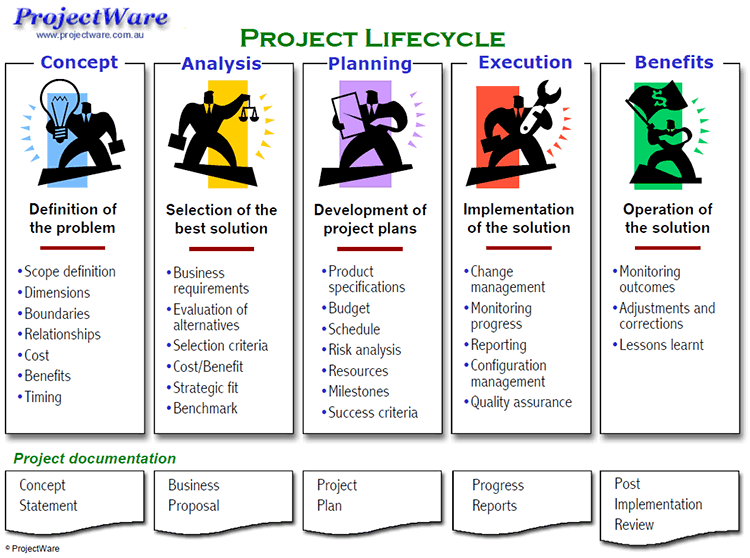 ProjectWare
www.projectware.com.au
PROJECT LIFECYCLE
Concept
Definition of
the problem
•Scope definition
•Dimensions
•Boundaries
•Relationships
•Cost
•Benefits
•Timing
Analysis
Selection of the
best solution
•Business
requirements
•Evaluation of
alternatives
•Selection criteria
•Cost/Benefit
•Strategic fit
•Benchmark
Planning
Development of
project plans
•Product
specifications
•Budget
•Schedule
•Risk analysis
•Resources
•Milestones
•Success criteria
Execution
Implementation
of the solution
•Change
management
•Monitoring
progress
•Reporting
•Configuration
management
•Quality assurance
Benefits
$
Operation of
the solution
•Monitoring
outcomes
•Adjustments and
corrections
•Lessons learnt
Project documentation
Concept
Statement
Business
Proposal
Project
Plan
Progress
Reports
Post
Implementation
Review
© ProjectWare